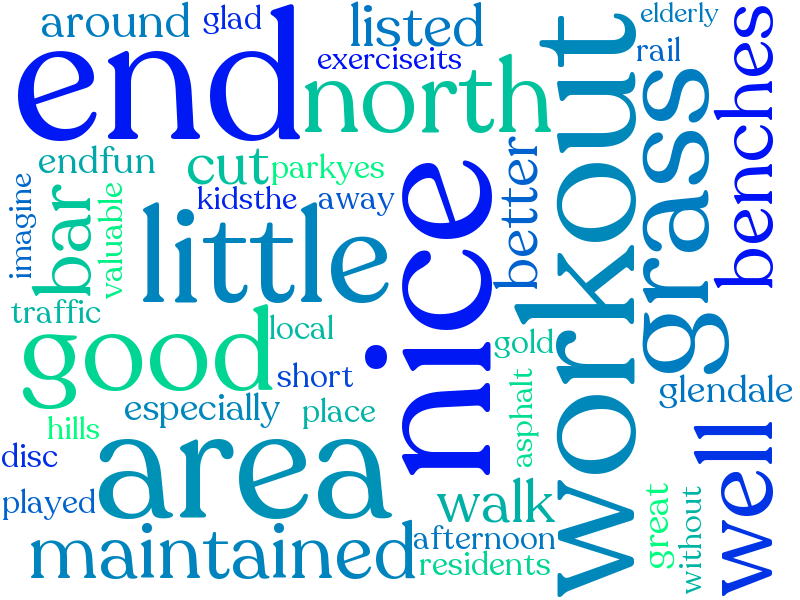 around
glad
listed
elderly
end
exerciseits
rail
north
workout
grass
benches
endfun
cut
parkyes
nice
better
imagine
bar
valuable
kidsthe
away
little
traffic
good
local
gold
short
asphalt
glendale
especially
place
hills
well
disc
area
played
walk
great
without
maintained
afternoon
residents